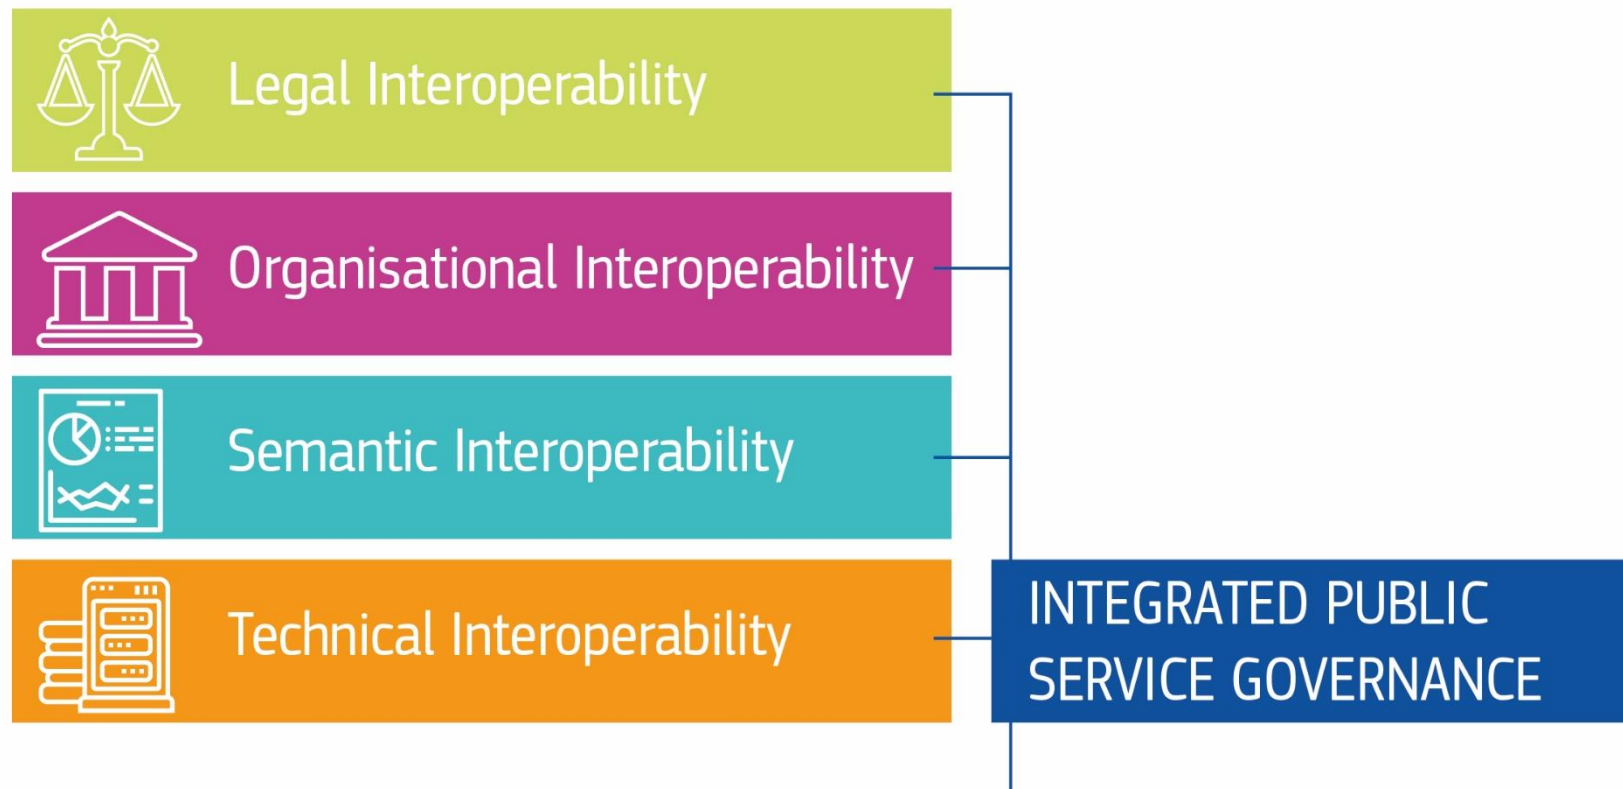 Legal Interoperability
Organisational Interoperability
Semantic Interoperability
Technical Interoperability
INTEGRATED PUBLIC
SERVICE GOVERNANCE